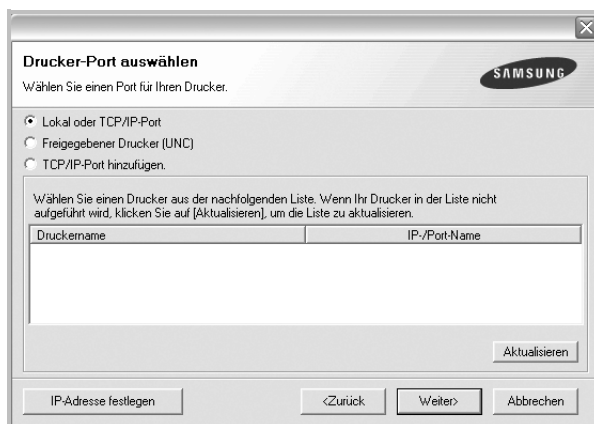 Drucker-Port auswählen
Wählen Sie einen Port für Ihren Drucker.
SAMSUNG
Lokal oder TCP/IP-Port
Freigegebener Drucker (UNC)
TCP/IP-Port hinzufügen.
Wählen Sie einen Drucker aus der nachfolgenden Liste. Wenn Ihr Drucker in der Liste nicht
aufgeführt wird, klicken Sie auf [Aktualisieren], um die Liste zu aktualisieren.
Druckername IP-/Port-Name
Aktualisieren
IP-Adresse festlegen <Zurück Weiter> Abbrechen